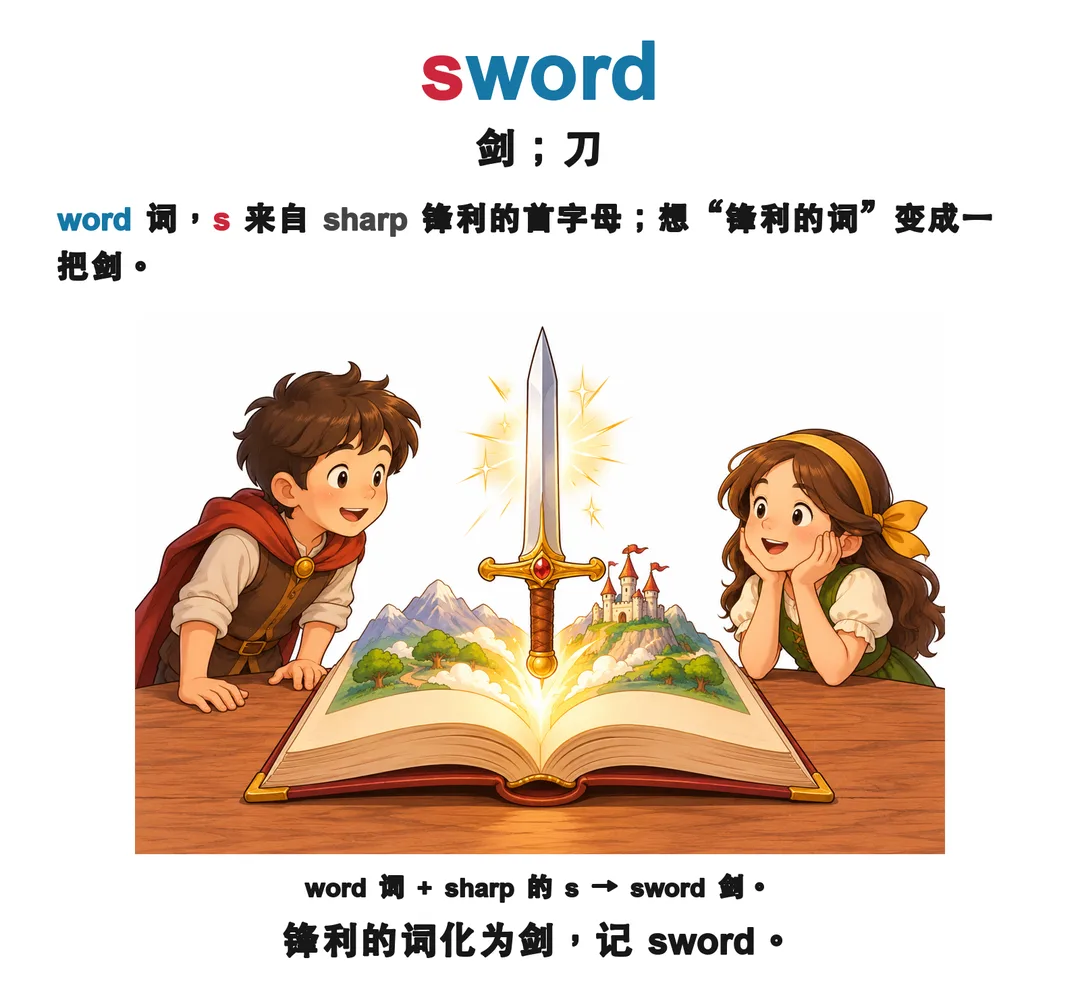 sword
剑；刀
word 词，s 来自 sharp 锋利的首字母；想“锋利的词”变成一
把剑。
word 词 + sharp 的 s → sword 剑。
锋利的词化为剑，记 sword。